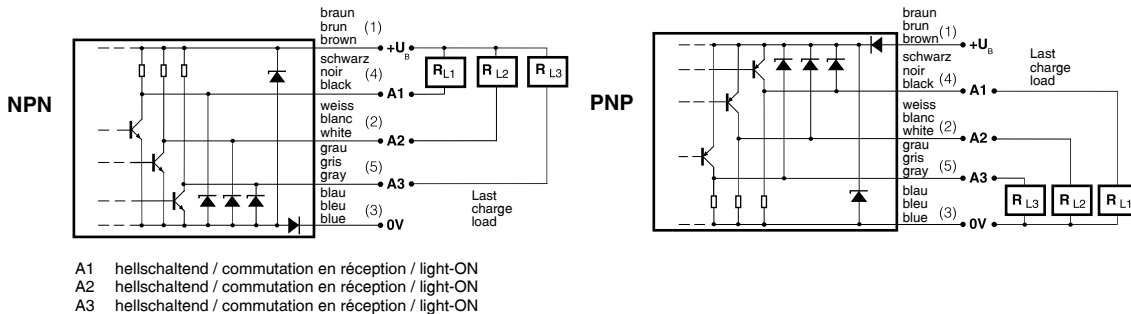 NPN
braun
brun (1)
brown
+UB
schwarz
noir (4)
black
A1
weiss
blanc (2)
white
A2
grau
gris (5)
gray
A3
blau
bleu (3)
blue
0V
RL1 RL2 RL3
Last
charge
load
PNP
braun
brun (1)
brown
+UB
schwarz
noir (4)
black
A1
weiss
blanc (2)
white
A2
grau
gris (5)
gray
A3
blau
bleu (3)
blue
0V
Last
charge
load
RL3 RL2 RL1
A1 hellschaltend / commutation en réception / light-ON
A2 hellschaltend / commutation en réception / light-ON
A3 hellschaltend / commutation en réception / light-ON